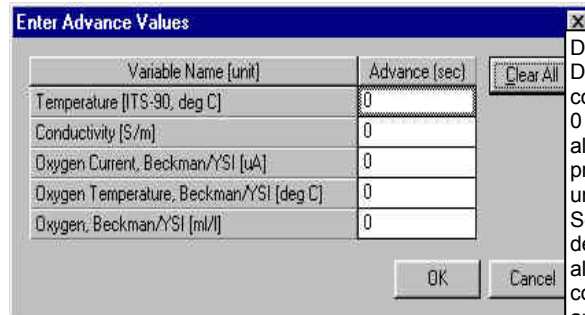 Enter Advance Values
Variable Name [unit] Advance (sec) Clear All
Temperature [ITS-90, deg C] 0
Conductivity [S/m] 0
Oxygen Current, Beckman/YSI [uA] 0
Oxygen Temperature, Beckman/YSI [deg C] 0
Oxygen, Beckman/YSI [ml/l] 0
OK Cancel